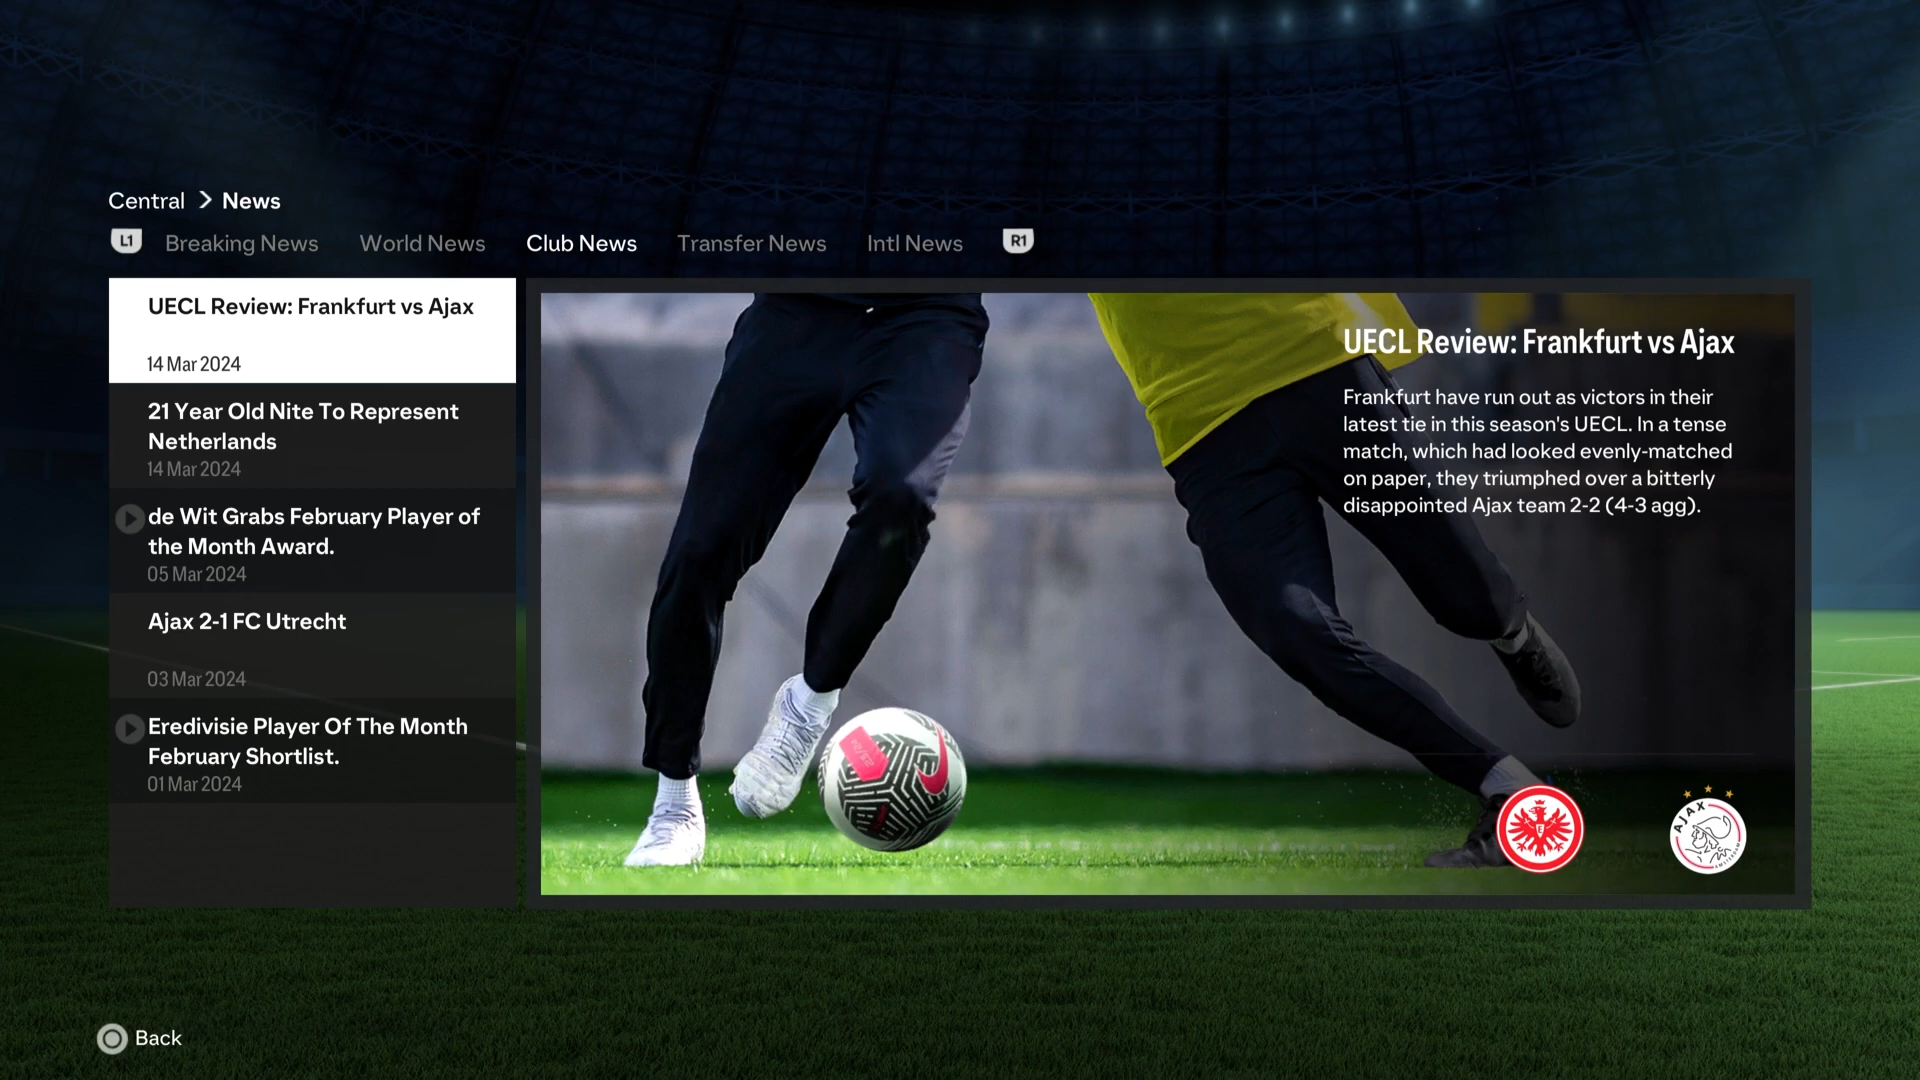 Central > News
L1 Breaking News World News Club News Transfer News Intl News R1
UECL Review: Frankfurt vs Ajax
14 Mar 2024
21 Year Old Nite To Represent
Netherlands
14 Mar 2024
de Wit Grabs February Player of
the Month Award.
05 Mar 2024
Ajax 2-1 FC Utrecht
03 Mar 2024
Eredivisie Player Of The Month
February Shortlist.
01 Mar 2024
UECL Review: Frankfurt vs Ajax
Frankfurt have run out as victors in their
latest tie in this season's UECL. In a tense
match, which had looked evenly-matched
on paper, they triumphed over a bitterly
disappointed Ajax team 2-2 (4-3 agg).
AJAX
Back